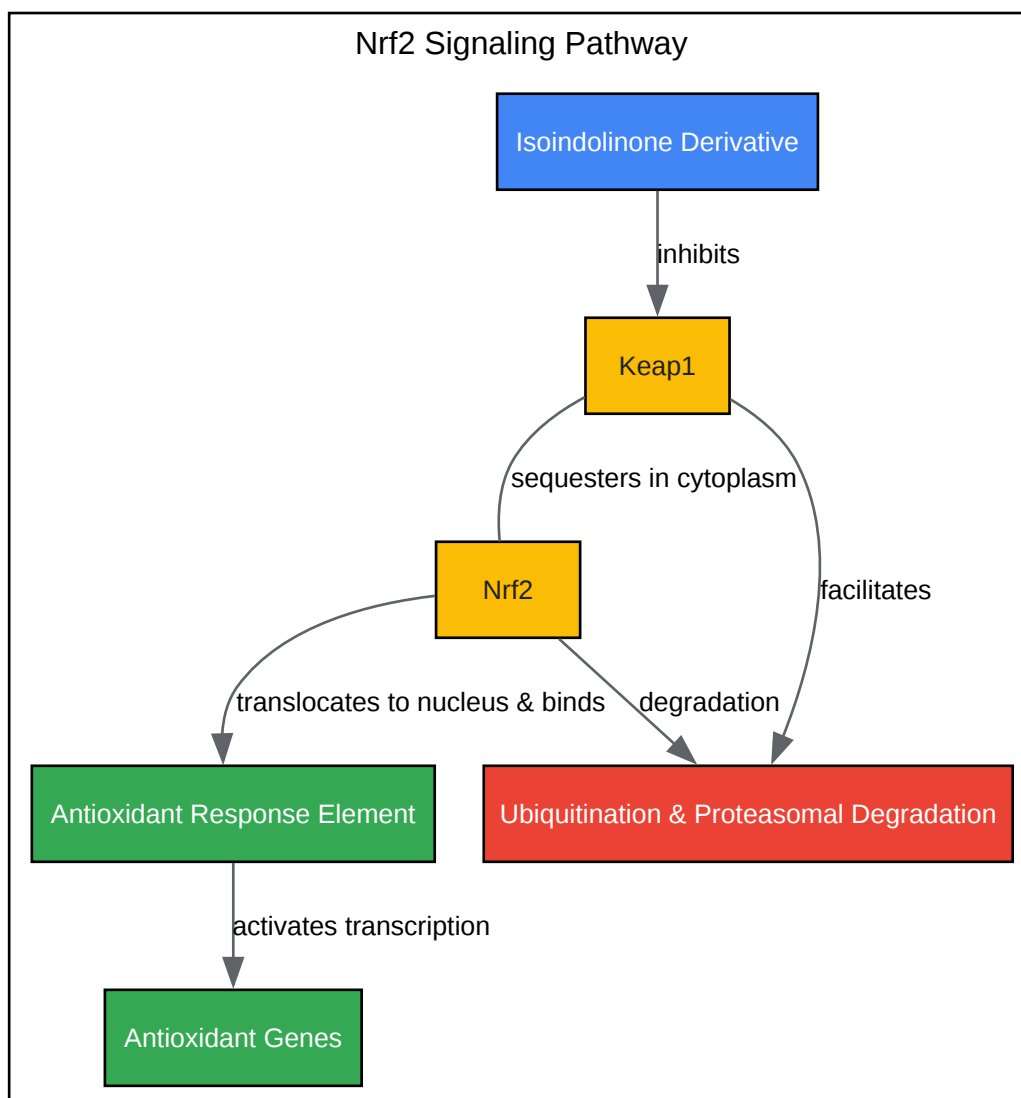 Nrf2 Signaling Pathway
Isoindolinone Derivative
inhibits
Keap1
sequesters in cytoplasm
Nrf2
facilitates
translocates to nucleus & binds
degradation
Antioxidant Response Element
Ubiquitination & Proteasomal Degradation
activates transcription
Antioxidant Genes